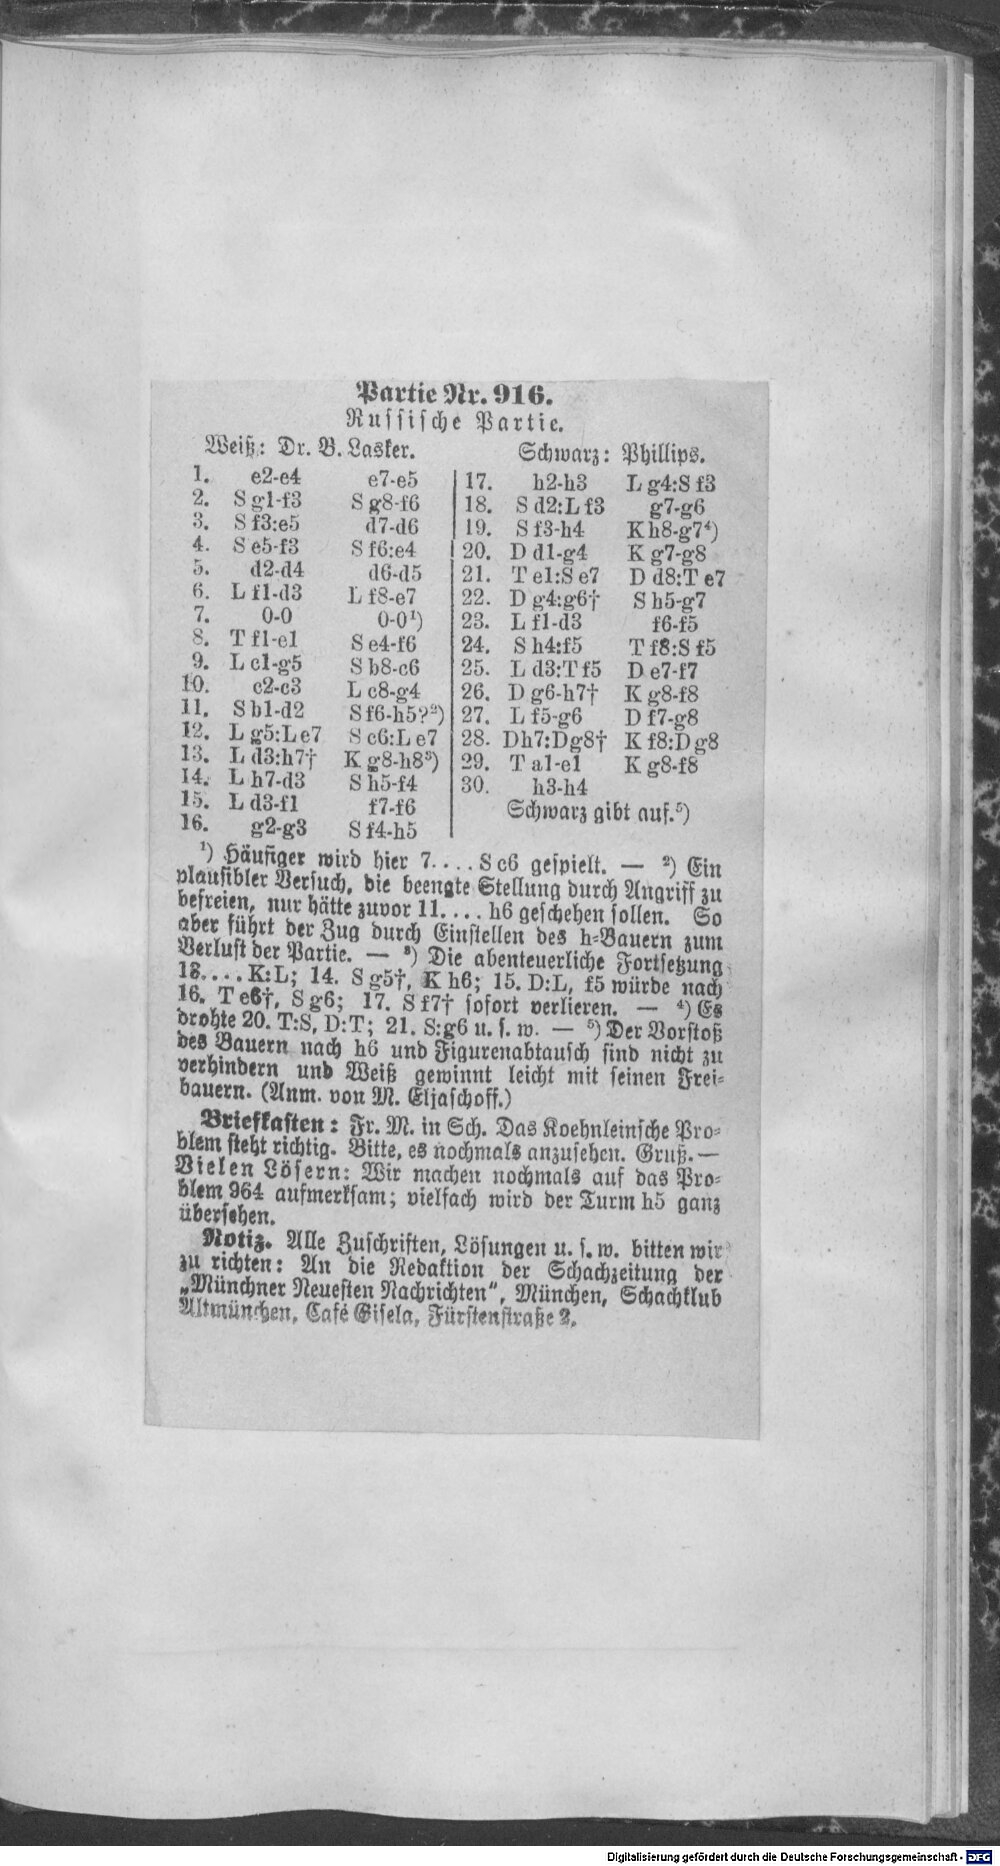 Partie Nr. 916.
Russische Partie.
Weiß: Dr. B. Lasker. Schwarz: Phillips.
1. e2-e4 e7-e5
2. S g1-f3 S g8-f6
3. S f3:e5 d7-d6
4. S e5-f3 S f6:e4
5. d2-d4 d6-d5
6. L f1-d3 L f8-e7
7. 0-0 0-0¹)
8. T f1-e1 S e4-f6
9. L c1-g5 S b8-c6
10. c2-c3 L c8-g4
11. S b1-d2 S f6-h5?²)
12. L g5:L e7 S c6:L e7
13. L d3:h7† K g8-h8³)
14. L h7-d3 S h5-f4
15. L d3-f1 f7-f6
16. g2-g3 S f4-h5
17. h2-h3 L g4:S f3
18. S d2:L f3 g7-g6
19. S f3-h4 K h8-g7⁴)
20. D d1-g4 K g7-g8
21. T e1:S e7 D d8:T e7
22. D g4:g6† S h5-g7
23. L f1-d3 f6-f5
24. S h4:f5 T f8:S f5
25. L d3:T f5 D e7-f7
26. D g6-h7† K g8-f8
27. L f5-g6 D f7-g8
28. D h7:D g8† K f8:D g8
29. T a1-e1 K g8-f8
30. h3-h4
Schwarz gibt auf.⁵)
¹) Häufiger wird hier 7. . . . S c6 gespielt. — ²) Ein
plausibler Versuch, die beengte Stellung durch Angriff zu
befreien, nur hätte zuvor 11. . . . h6 geschehen sollen. So
aber führt der Zug durch Einstellen des h-Bauern zum
Verlust der Partie. — ³) Die abenteuerliche Fortsetzung
13. . . . K:L; 14. S g5†, K h6; 15. D:L, f5 würde nach
16. T e6†, S g6; 17. S f7† sofort verlieren. — ⁴) Es
drohte 20. T:S, D:T; 21. S:g6 u. s. w. — ⁵) Der Vorstoß
des Bauern nach h6 und Figurenabtausch sind nicht zu
verhindern und Weiß gewinnt leicht mit seinen Frei-
bauern. (Anm. von M. Eljaschoff.)
Briefkasten: Fr. M. in Sch. Das Koehnleinsche Pro-
blem steht richtig. Bitte, es nochmals anzusehen. Gruß. —
Vielen Lösern: Wir machen nochmals auf das Pro-
blem 964 aufmerksam; vielfach wird der Turm h5 ganz
übersehen.
Notiz. Alle Zuschriften, Lösungen u. s. w. bitten wir
zu richten: An die Redaktion der Schachzeitung der
„Münchner Neuesten Nachrichten", München, Schachklub
Altmünchen, Café Gisela, Fürstenstraße 2.
Digitalisierung gefördert durch die Deutsche Forschungsgemeinschaft - DFG